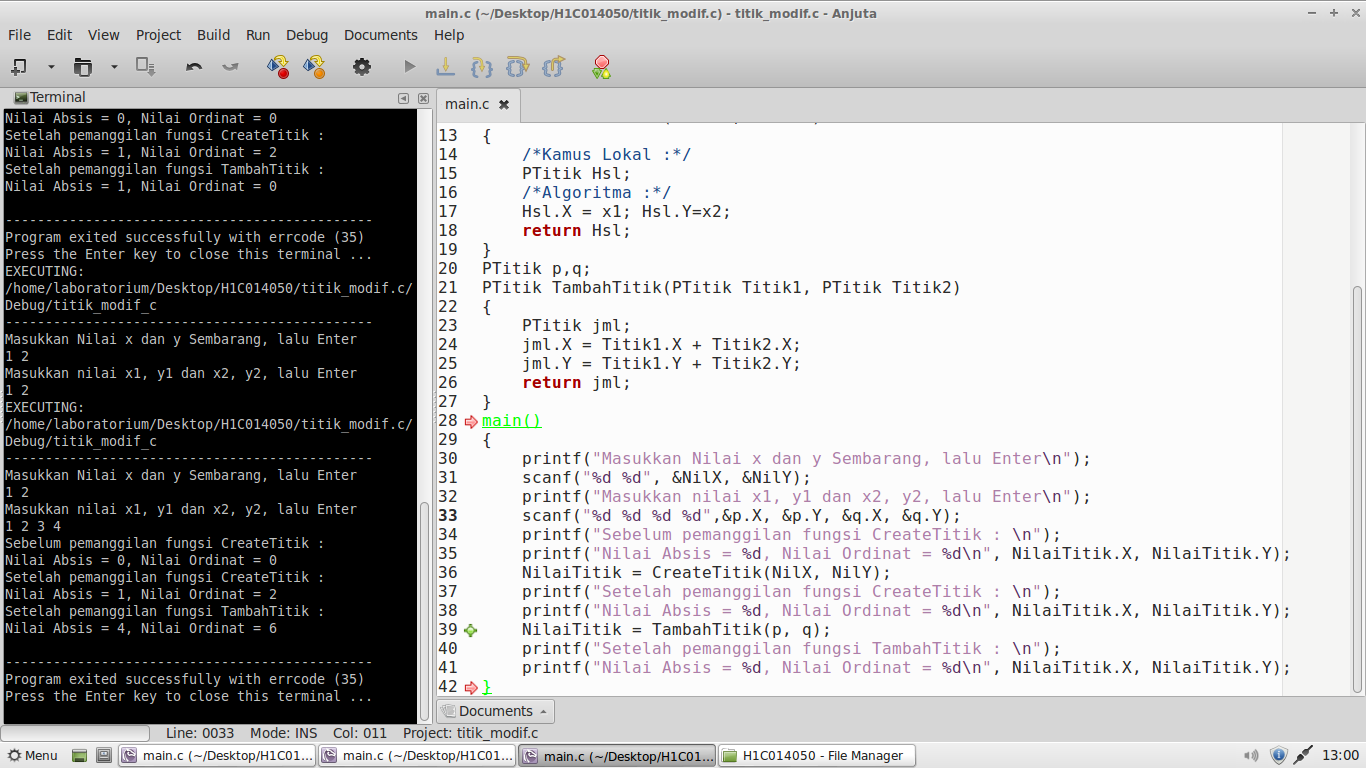 main.c (~/Desktop/H1C014050/titik_modif.c) - titik_modif.c - Anjuta
File Edit View Project Build Run Debug Documents Help
Terminal
Nilai Absis = 0, Nilai Ordinat = 0
Setelah pemanggilan fungsi CreateTitik :
Nilai Absis = 1, Nilai Ordinat = 2
Setelah pemanggilan fungsi TambahTitik :
Nilai Absis = 1, Nilai Ordinat = 0
----------------------------------------------
Program exited successfully with errcode (35)
Press the Enter key to close this terminal ...
EXECUTING:
/home/laboratorium/Desktop/H1C014050/titik_modif.c/
Debug/titik_modif_c
----------------------------------------------
Masukkan Nilai x dan y Sembarang, lalu Enter
1 2
Masukkan nilai x1, y1 dan x2, y2, lalu Enter
1 2
EXECUTING:
/home/laboratorium/Desktop/H1C014050/titik_modif.c/
Debug/titik_modif_c
----------------------------------------------
Masukkan Nilai x dan y Sembarang, lalu Enter
1 2
Masukkan nilai x1, y1 dan x2, y2, lalu Enter
1 2 3 4
Sebelum pemanggilan fungsi CreateTitik :
Nilai Absis = 0, Nilai Ordinat = 0
Setelah pemanggilan fungsi CreateTitik :
Nilai Absis = 1, Nilai Ordinat = 2
Setelah pemanggilan fungsi TambahTitik :
Nilai Absis = 4, Nilai Ordinat = 6
----------------------------------------------
Program exited successfully with errcode (35)
Press the Enter key to close this terminal ...
main.c
13 {
14     /*Kamus Lokal :*/
15     PTitik Hsl;
16     /*Algoritma :*/
17     Hsl.X = x1; Hsl.Y=x2;
18     return Hsl;
19 }
20 PTitik p,q;
21 PTitik TambahTitik(PTitik Titik1, PTitik Titik2)
22 {
23     PTitik jml;
24     jml.X = Titik1.X + Titik2.X;
25     jml.Y = Titik1.Y + Titik2.Y;
26     return jml;
27 }
28 main()
29 {
30     printf("Masukkan Nilai x dan y Sembarang, lalu Enter\n");
31     scanf("%d %d", &NilX, &NilY);
32     printf("Masukkan nilai x1, y1 dan x2, y2, lalu Enter\n");
33     scanf("%d %d %d %d",&p.X, &p.Y, &q.X, &q.Y);
34     printf("Sebelum pemanggilan fungsi CreateTitik : \n");
35     printf("Nilai Absis = %d, Nilai Ordinat = %d\n", NilaiTitik.X, NilaiTitik.Y);
36     NilaiTitik = CreateTitik(NilX, NilY);
37     printf("Setelah pemanggilan fungsi CreateTitik : \n");
38     printf("Nilai Absis = %d, Nilai Ordinat = %d\n", NilaiTitik.X, NilaiTitik.Y);
39     NilaiTitik = TambahTitik(p, q);
40     printf("Setelah pemanggilan fungsi TambahTitik : \n");
41     printf("Nilai Absis = %d, Nilai Ordinat = %d\n", NilaiTitik.X, NilaiTitik.Y);
42 }
Documents
Line: 0033 Mode: INS Col: 011 Project: titik_modif.c
Menu main.c (~/Desktop/H1C01... main.c (~/Desktop/H1C01... main.c (~/Desktop/H1C01... H1C014050 - File Manager 13:00